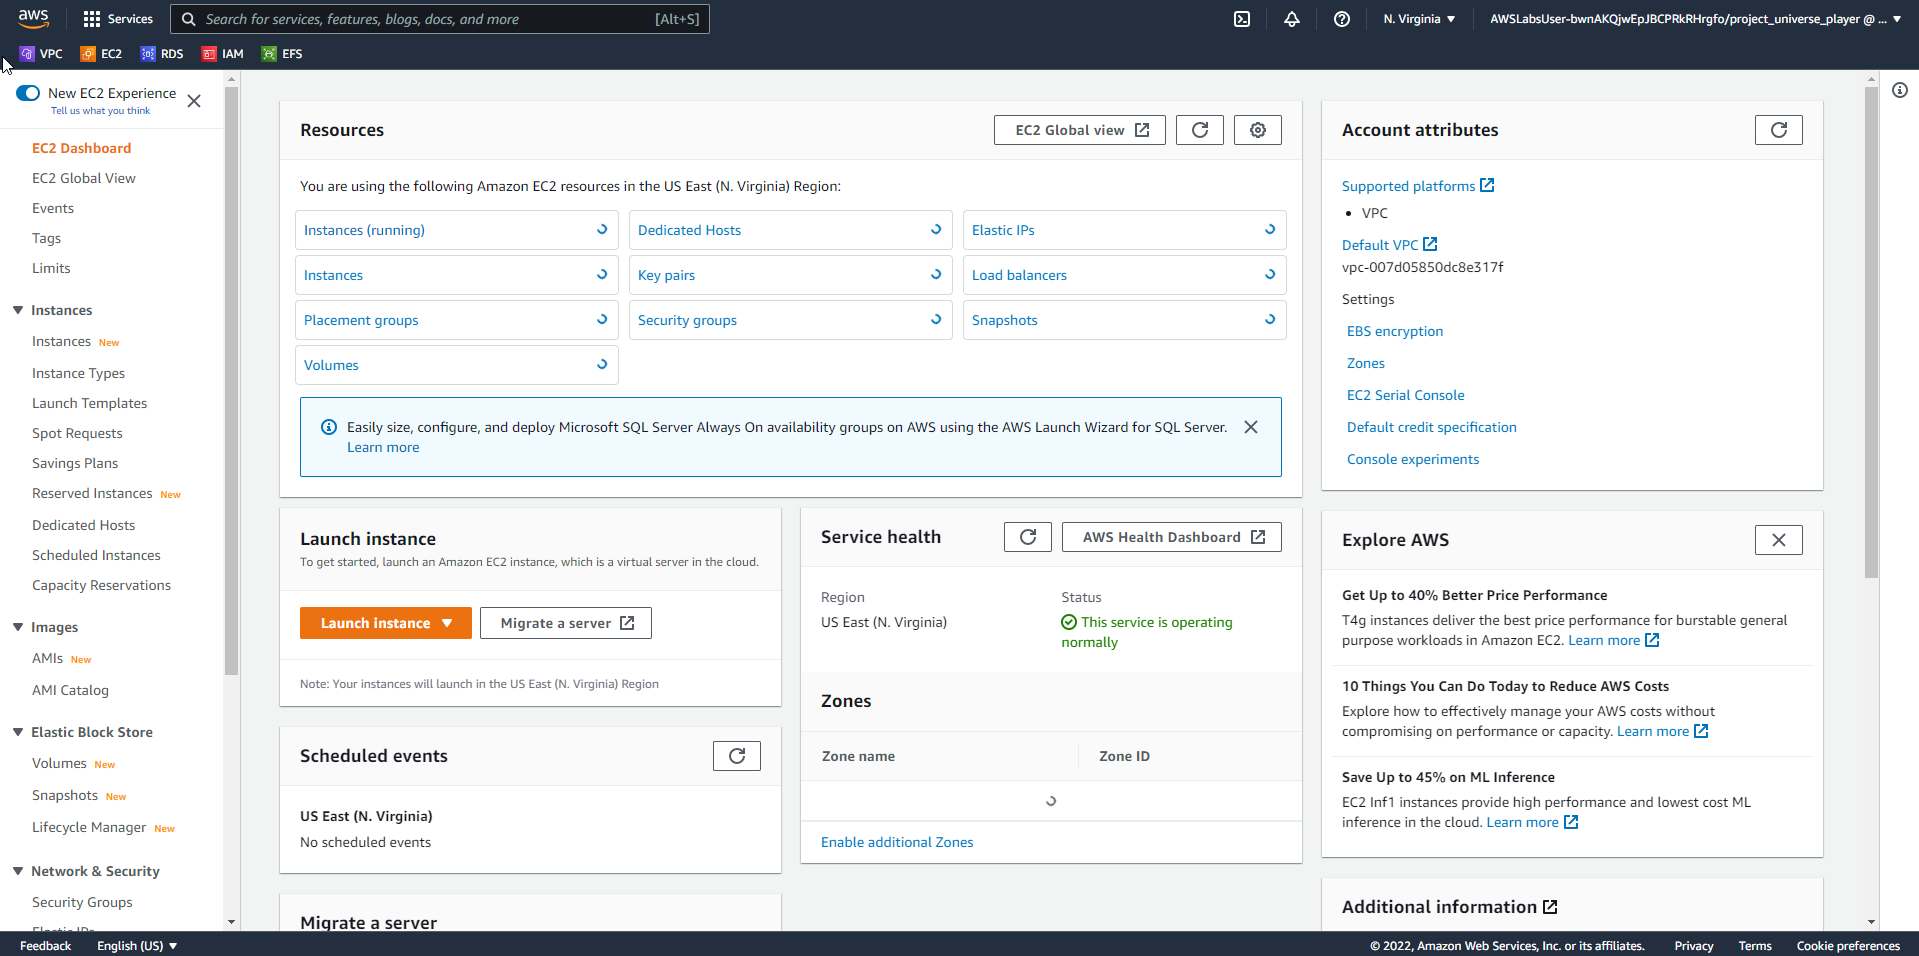 aws
Services
Search for services, features, blogs, docs, and more
[Alt+S]
N. Virginia
AWSLabsUser-bwnAKQjwEpJBCPRkRHrgfo/project_universe_player @ ...
VPC
EC2
RDS
IAM
EFS
New EC2 Experience
Tell us what you think
EC2 Dashboard
EC2 Global View
Events
Tags
Limits
Instances
Instances New
Instance Types
Launch Templates
Spot Requests
Savings Plans
Reserved Instances New
Dedicated Hosts
Scheduled Instances
Capacity Reservations
Images
AMIs New
AMI Catalog
Elastic Block Store
Volumes New
Snapshots New
Lifecycle Manager New
Network & Security
Security Groups
Elastic IPs
Resources
EC2 Global view
You are using the following Amazon EC2 resources in the US East (N. Virginia) Region:
Instances (running)
Dedicated Hosts
Elastic IPs
Instances
Key pairs
Load balancers
Placement groups
Security groups
Snapshots
Volumes
Easily size, configure, and deploy Microsoft SQL Server Always On availability groups on AWS using the AWS Launch Wizard for SQL Server.
Learn more
Launch instance
To get started, launch an Amazon EC2 instance, which is a virtual server in the cloud.
Launch instance
Migrate a server
Note: Your instances will launch in the US East (N. Virginia) Region
Scheduled events
US East (N. Virginia)
No scheduled events
Migrate a server
Service health
AWS Health Dashboard
Region
US East (N. Virginia)
Status
This service is operating
normally
Zones
Zone name
Zone ID
Enable additional Zones
Account attributes
Supported platforms
• VPC
Default VPC
vpc-007d05850dc8e317f
Settings
EBS encryption
Zones
EC2 Serial Console
Default credit specification
Console experiments
Explore AWS
Get Up to 40% Better Price Performance
T4g instances deliver the best price performance for burstable general
purpose workloads in Amazon EC2. Learn more
10 Things You Can Do Today to Reduce AWS Costs
Explore how to effectively manage your AWS costs without
compromising on performance or capacity. Learn more
Save Up to 45% on ML Inference
EC2 Inf1 instances provide high performance and lowest cost ML
inference in the cloud. Learn more
Additional information
Feedback
English (US)
© 2022, Amazon Web Services, Inc. or its affiliates.
Privacy
Terms
Cookie preferences